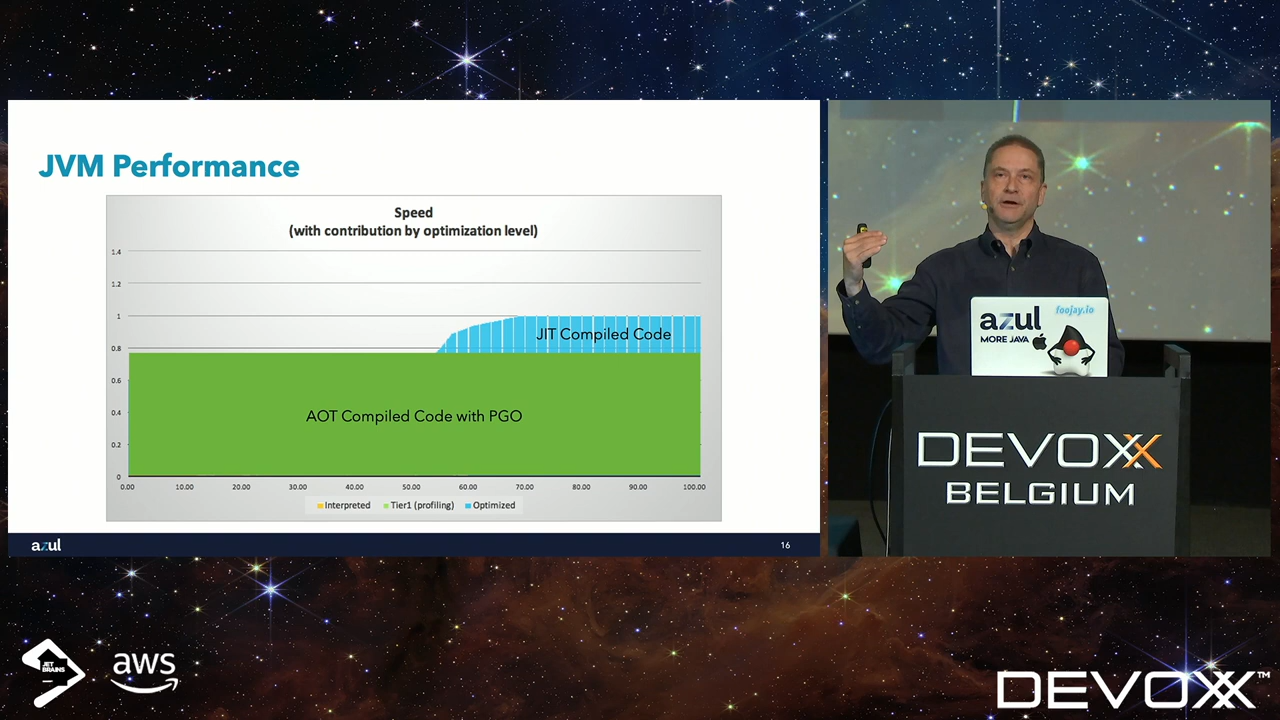 JVM Performance
Speed
(with contribution by optimization level)
1.4
1.2
1
0.8
0.6
0.4
0.2
0
JIT Compiled Code
AOT Compiled Code with PGO
0.00 10.00 20.00 30.00 40.00 50.00 60.00 70.00 80.00 90.00 100.00
Interpreted Tier1 (profiling) Optimized
azul
16
azul
foojay.io
MORE JAVA
DEVOXX
BELGIUM
JET
BRAINS
aws
DEVOXX™